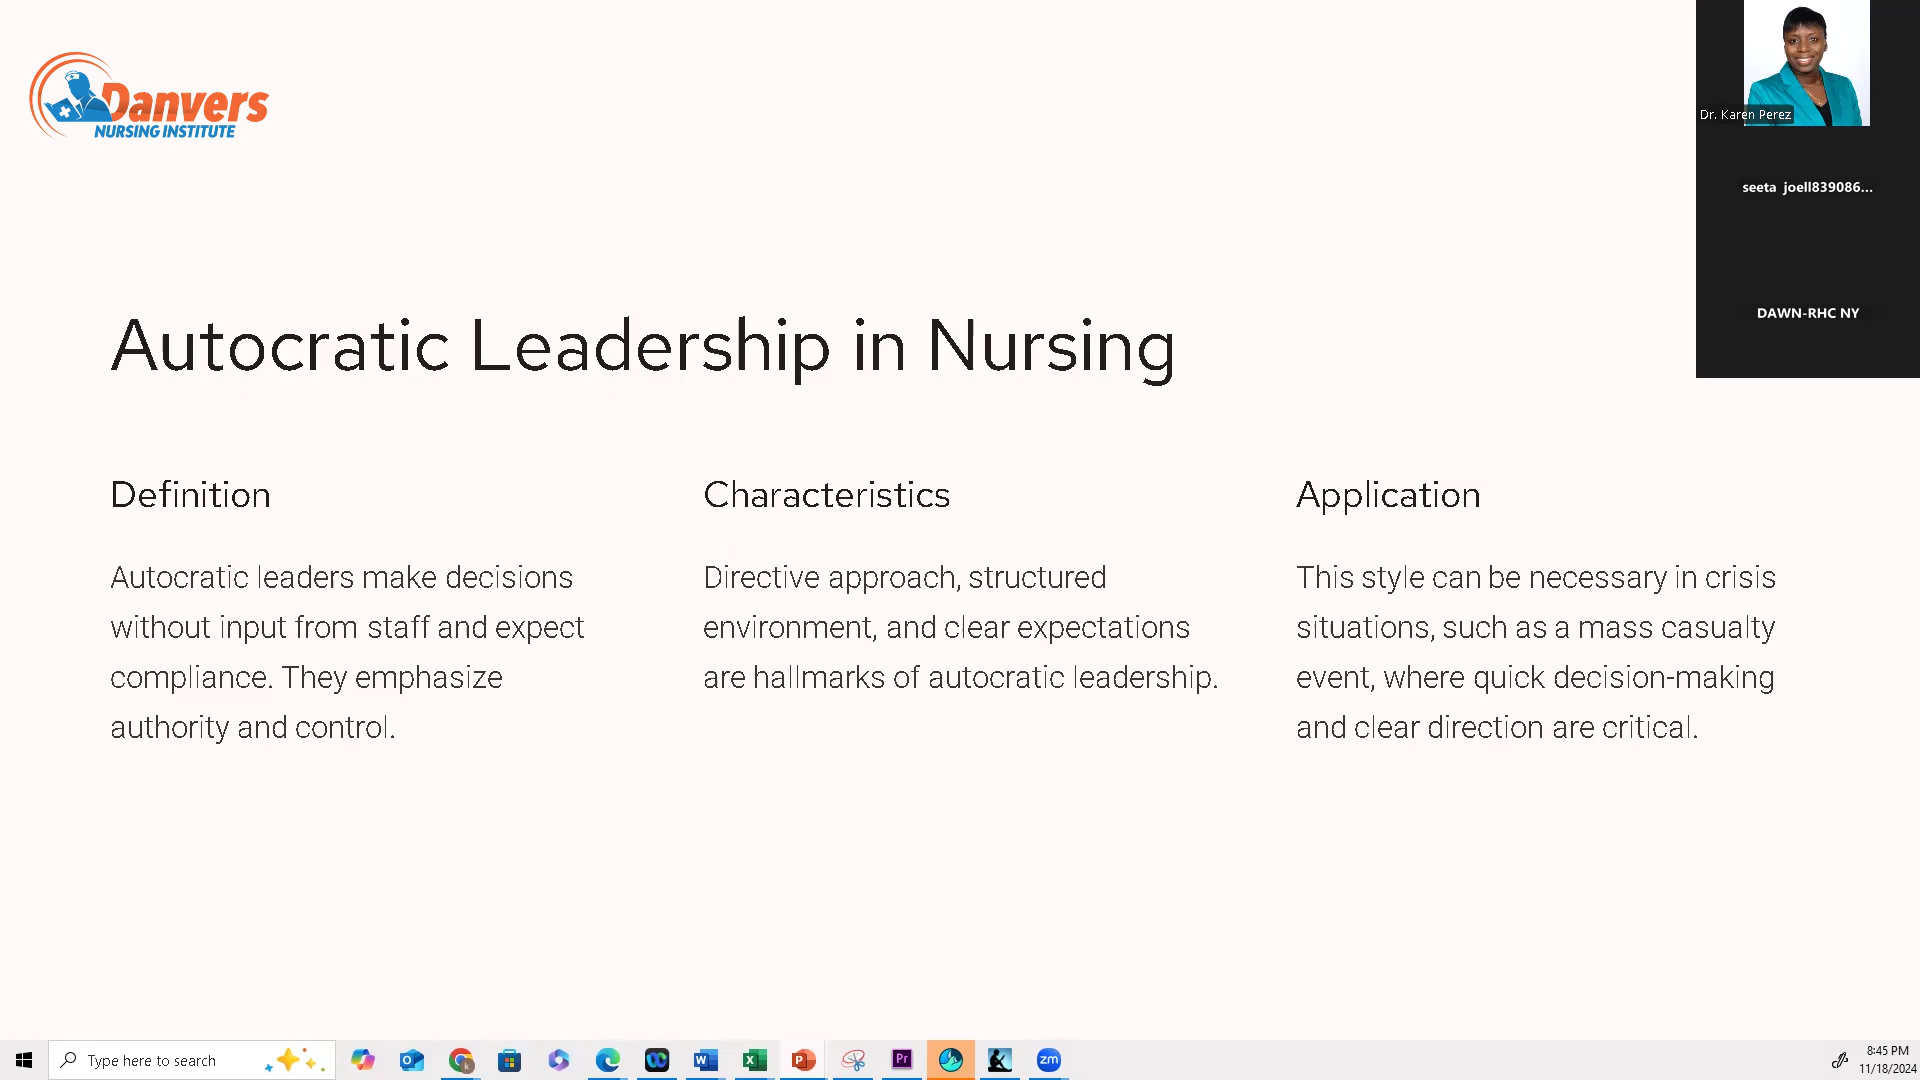 Danvers
NURSING INSTITUTE
Dr. Karen Perez
seeta joell839086...
DAWN-RHC NY
Autocratic Leadership in Nursing
Definition
Autocratic leaders make decisions
without input from staff and expect
compliance. They emphasize
authority and control.
Characteristics
Directive approach, structured
environment, and clear expectations
are hallmarks of autocratic leadership.
Application
This style can be necessary in crisis
situations, such as a mass casualty
event, where quick decision-making
and clear direction are critical.
Type here to search
Pr
zm
8:45 PM
11/18/2024